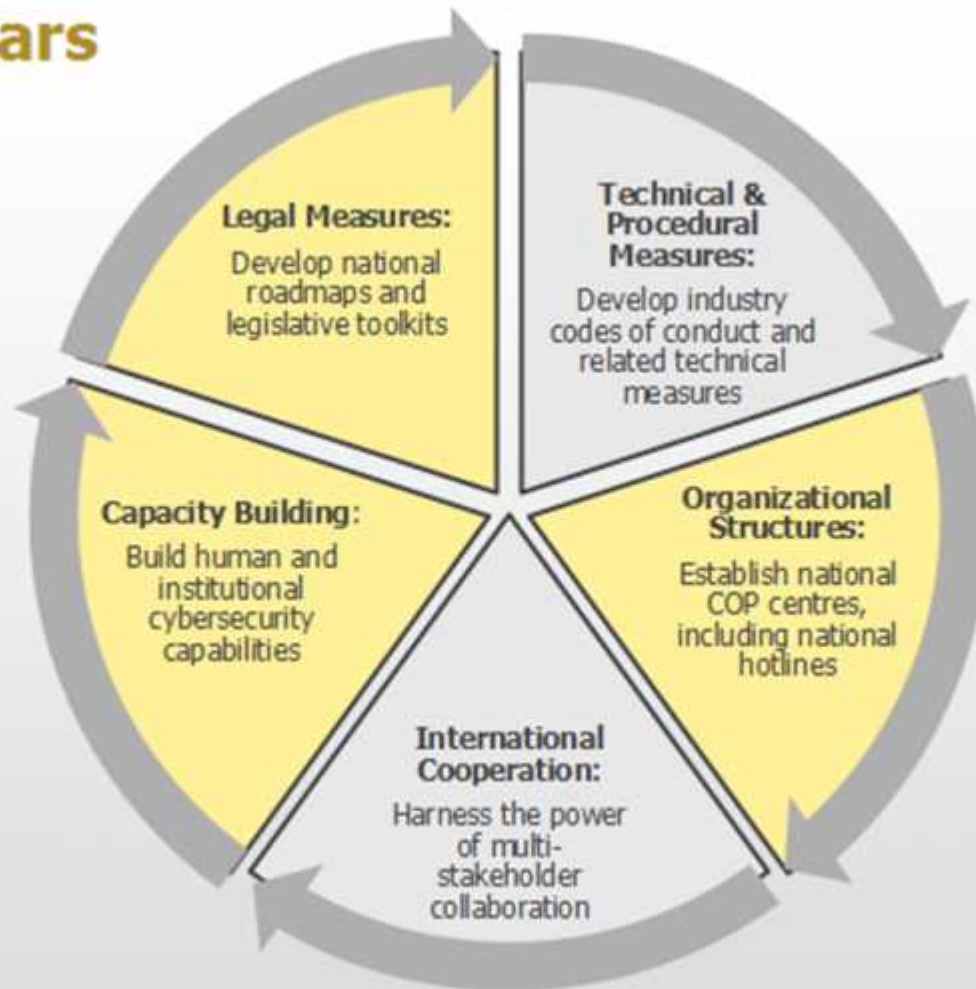 ars
Legal Measures:
Develop national
roadmaps and
legislative toolkits
Technical &
Procedural
Measures:
Develop industry
codes of conduct and
related technical
measures
Capacity Building:
Build human and
institutional
cybersecurity
capabilities
Organizational
Structures:
Establish national
COP centres,
including national
hotlines
International
Cooperation:
Harness the power
of multi-
stakeholder
collaboration